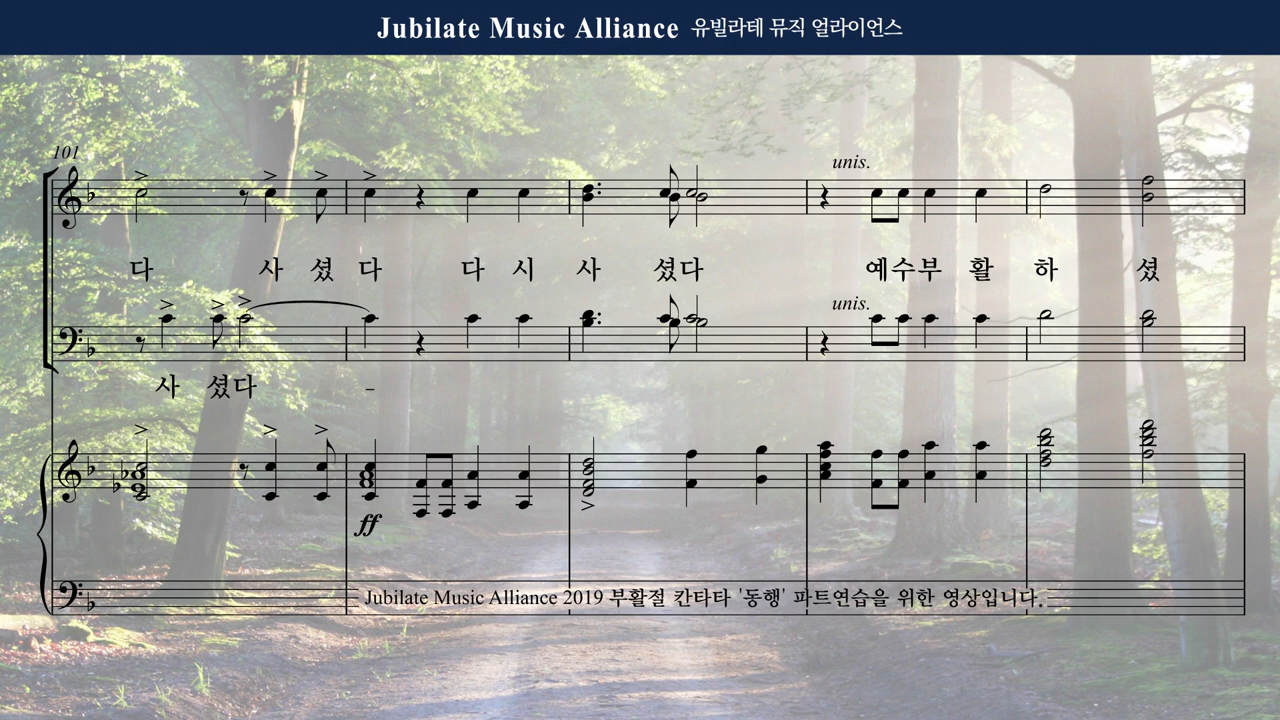 Jubilate Music Alliance 유빌라테 뮤직 얼라이언스
101
unis.
다 사 셨 다 다 시 사 셨다 예수부 활 하 셨
unis.
사 셨다 -
ff
Jubilate Music Alliance 2019 부활절 칸타타 '동행' 파트연습을 위한 영상입니다.